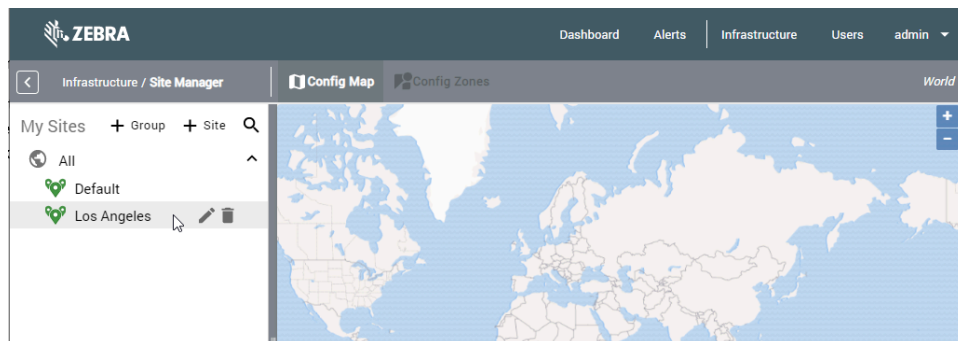 ZEBRA
Dashboard Alerts Infrastructure Users admin
Infrastructure / Site Manager Config Map Config Zones World
My Sites + Group + Site
All
Default
Los Angeles
+
−